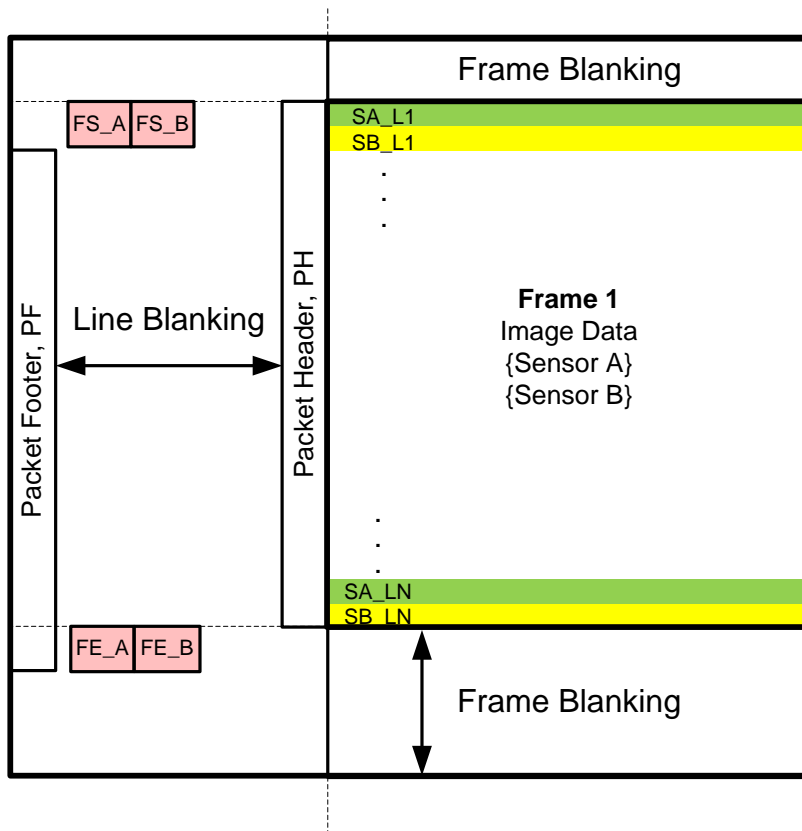 Frame Blanking
FS_A FS_B
SA_L1
SB_L1
.
.
.
Packet Footer, PF
Line Blanking
Packet Header, PH
Frame 1
Image Data
{Sensor A}
{Sensor B}
.
.
.
SA_LN
SB_LN
FE_A FE_B
Frame Blanking